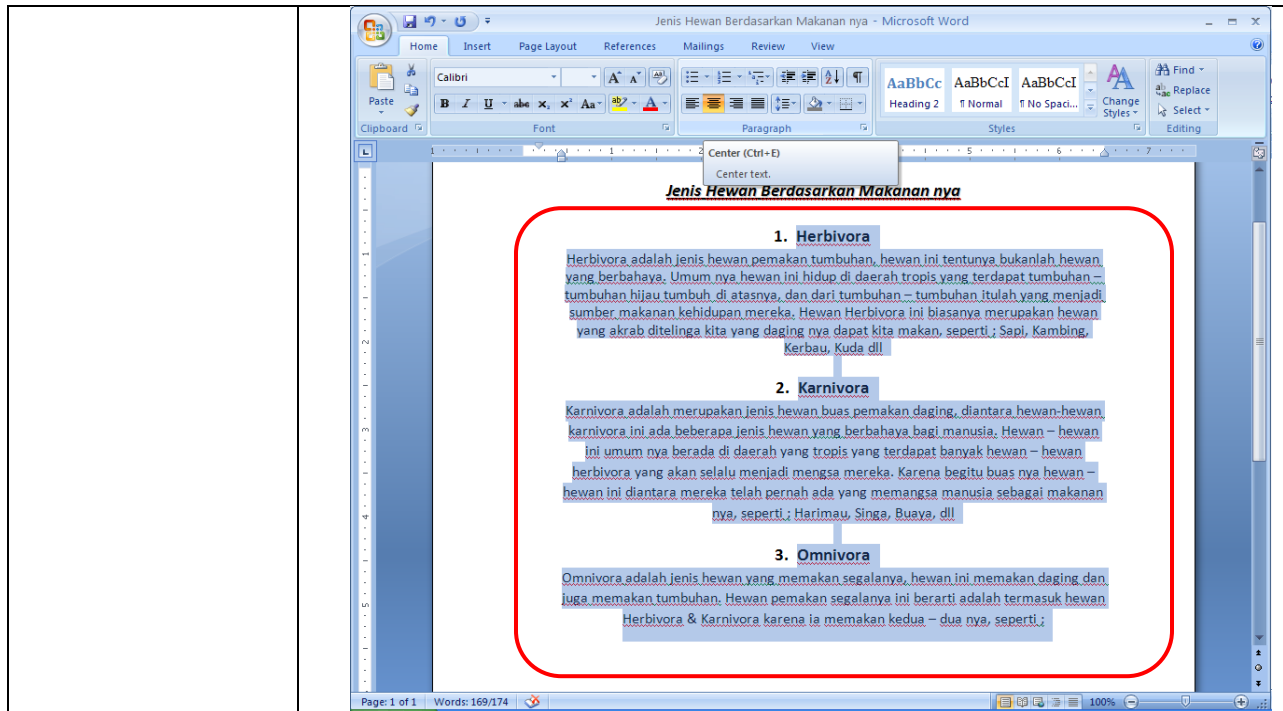 Jenis Hewan Berdasarkan Makanan nya - Microsoft Word
Home Insert Page Layout References Mailings Review View
Calibri
Paste
B I U abe x₂ x² Aa A
AaBbCc AaBbCcI AaBbCcI
Heading 2 ¶ Normal ¶ No Spaci...
Change Styles
Find
Replace
Select
Clipboard Font Paragraph Styles Editing
Center (Ctrl+E)
Center text.
Jenis Hewan Berdasarkan Makanan nya
1. Herbivora
Herbivora adalah jenis hewan pemakan tumbuhan, hewan ini tentunya bukanlah hewan
yang berbahaya. Umum nya hewan ini hidup di daerah tropis yang terdapat tumbuhan –
tumbuhan hijau tumbuh di atasnya, dan dari tumbuhan – tumbuhan itulah yang menjadi
sumber makanan kehidupan mereka. Hewan Herbivora ini biasanya merupakan hewan
yang akrab ditelinga kita yang daging nya dapat kita makan, seperti ; Sapi, Kambing,
Kerbau, Kuda dll
2. Karnivora
Karnivora adalah merupakan jenis hewan buas pemakan daging, diantara hewan-hewan
karnivora ini ada beberapa jenis hewan yang berbahaya bagi manusia. Hewan – hewan
ini umum nya berada di daerah yang tropis yang terdapat banyak hewan – hewan
herbivora yang akan selalu menjadi mengsa mereka. Karena begitu buas nya hewan –
hewan ini diantara mereka telah pernah ada yang memangsa manusia sebagai makanan
nya, seperti ; Harimau, Singa, Buaya, dll
3. Omnivora
Omnivora adalah jenis hewan yang memakan segalanya, hewan ini memakan daging dan
juga memakan tumbuhan. Hewan pemakan segalanya ini berarti adalah termasuk hewan
Herbivora & Karnivora karena ia memakan kedua – dua nya, seperti ;
Page: 1 of 1 Words: 169/174 100%